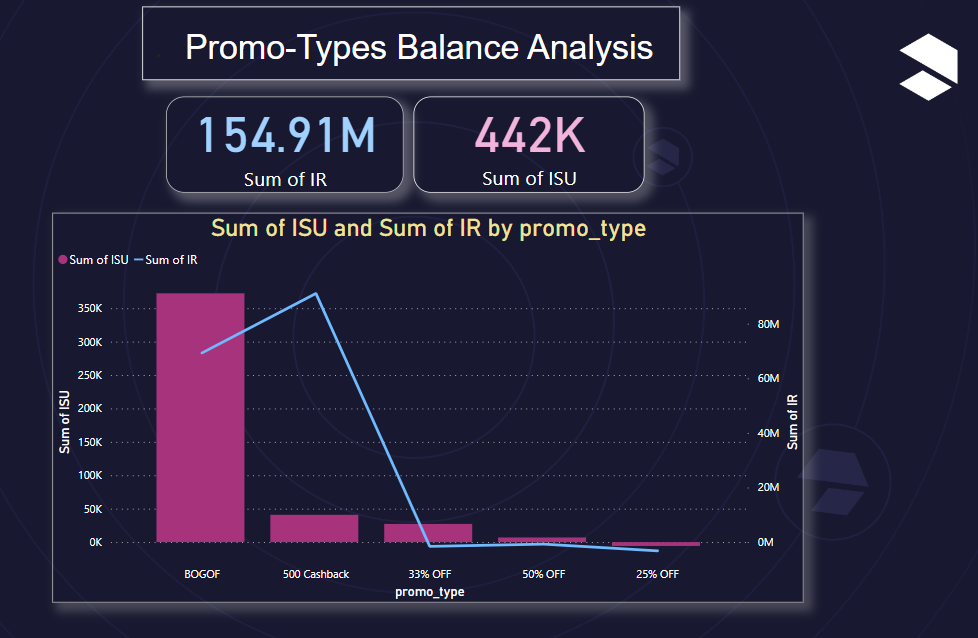 Promo-Types Balance Analysis
154.91M
Sum of IR
442K
Sum of ISU
Sum of ISU and Sum of IR by promo_type
Sum of ISU Sum of IR
350K
300K
250K
200K
150K
100K
50K
0K
Sum of ISU
80M
60M
40M
20M
0M
Sum of IR
BOGOF 500 Cashback 33% OFF 50% OFF 25% OFF
promo_type